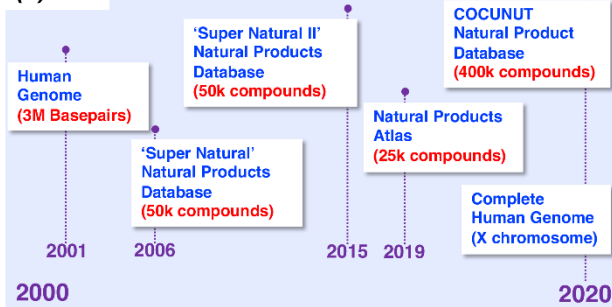 Human
Genome
(3M Basepairs)
'Super Natural'
Natural Products
Database
(50k compounds)
'Super Natural II'
Natural Products
Database
(50k compounds)
Natural Products
Atlas
(25k compounds)
COCUNUT
Natural Product
Database
(400k compounds)
Complete
Human Genome
(X chromosome)
2001
2006
2015
2019
2000
2020